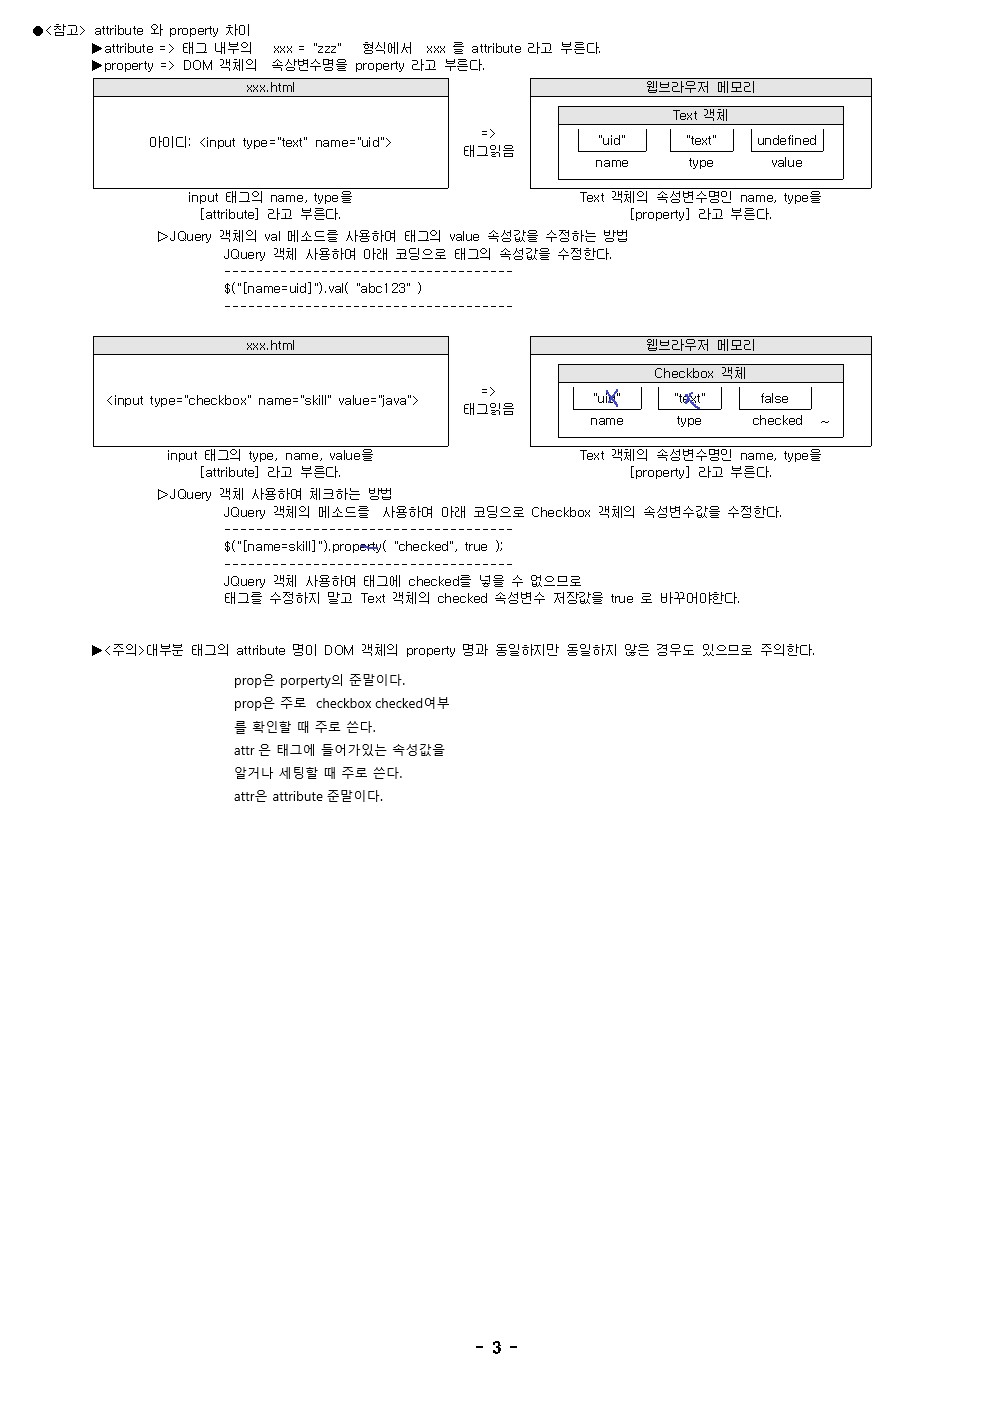 ●<참고> attribute 와 property 차이
▶attribute => 태그 내부의 xxx = "zzz" 형식에서 xxx 를 attribute 라고 부른다.
▶property => DOM 객체의 속상변수명을 property 라고 부른다.
xxx.html
아이디: <input type="text" name="uid">
=>
태그읽음
웹브라우저 메모리
Text 객체
"uid" "text" undefined
name type value
input 태그의 name, type을
[attribute] 라고 부른다.
Text 객체의 속성변수명인 name, type을
[property] 라고 부른다.
▷JQuery 객체의 val 메소드를 사용하여 태그의 value 속성값을 수정하는 방법
JQuery 객체 사용하여 아래 코딩으로 태그의 속성값을 수정한다.
------------------------------------
$("[name=uid]").val( "abc123" )
------------------------------------
xxx.html
<input type="checkbox" name="skill" value="java">
=>
태그읽음
웹브라우저 메모리
Checkbox 객체
"uid" "text" false
name type checked ~
input 태그의 type, name, value을
[attribute] 라고 부른다.
Text 객체의 속성변수명인 name, type을
[property] 라고 부른다.
▷JQuery 객체 사용하여 체크하는 방법
JQuery 객체의 메소드를 사용하여 아래 코딩으로 Checkbox 객체의 속성변수값을 수정한다.
------------------------------------
$("[name=skill]").property( "checked", true );
------------------------------------
JQuery 객체 사용하여 태그에 checked를 넣을 수 없으므로
태그를 수정하지 말고 Text 객체의 checked 속성변수 저장값을 true 로 바꾸어야한다.
▶<주의>대부분 태그의 attribute 명이 DOM 객체의 property 명과 동일하지만 동일하지 않은 경우도 있으므로 주의한다.
prop은 porperty의 준말이다.
prop은 주로 checkbox checked여부
를 확인할 때 주로 쓴다.
attr 은 태그에 들어가있는 속성값을
알거나 세팅할 때 주로 쓴다.
attr은 attribute 준말이다.
- 3 -